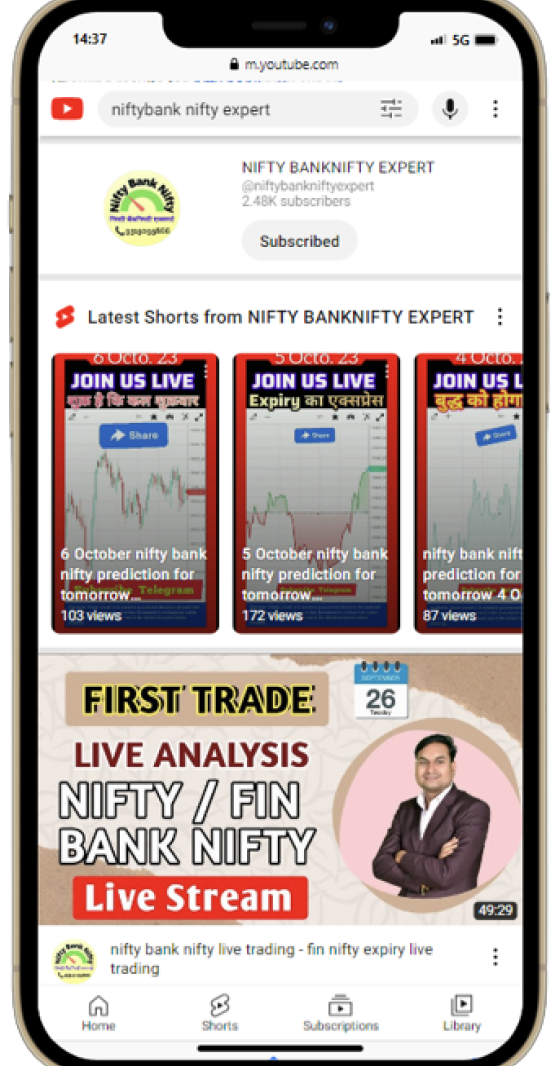 14:37
5G
m.youtube.com
niftybank nifty expert
Nifty Bank Nifty
NIFTY BANKNIFTY EXPERT
@niftybankniftyexpert
2.48K subscribers
Subscribed
Latest Shorts from NIFTY BANKNIFTY EXPERT
6 Octo. 23
JOIN US LIVE
शुक्र है कि कल शुक्रवार
Share
6 October nifty bank
nifty prediction for
tomorrow...
Telegram
103 views
5 Octo. 23
JOIN US LIVE
Expiry का एक्सप्रेस
Share
5 October nifty bank
nifty prediction for
tomorrow...
Telegram
172 views
4 Octo.
JOIN US L
बुद्ध को होगा
Share
nifty bank nift
prediction for
tomorrow 4 O
87 views
FIRST TRADE
SEPTEMBER
26
Tuesday
LIVE ANALYSIS
NIFTY / FIN
BANK NIFTY
Live Stream
49:29
nifty bank nifty live trading - fin nifty expiry live
trading
Home
Shorts
Subscriptions
Library